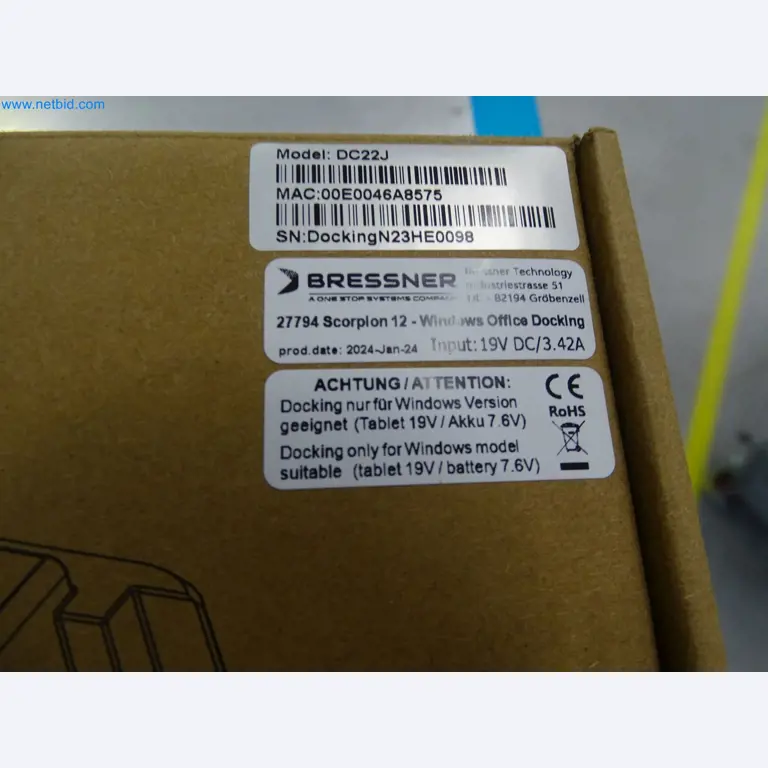 www.netbid.com
Model: DC22J
MAC:00E0046A8575
SN:DockingN23HE0098
BRESSNER
A ONE STOP SYSTEMS COMPANY
Technology
51
82194 Gröbenzell
27794 Scorpion 12 - Windows Office Docking
prod.date: 2024-Jan-24 Input: 19V DC/3.42A
ACHTUNG/ATTENTION:
Docking nur für Windows Version
geeignet (Tablet 19V / Akku 7.6V)
Docking only for Windows model
suitable (tablet 19V / battery 7.6V)
CE
RoHS